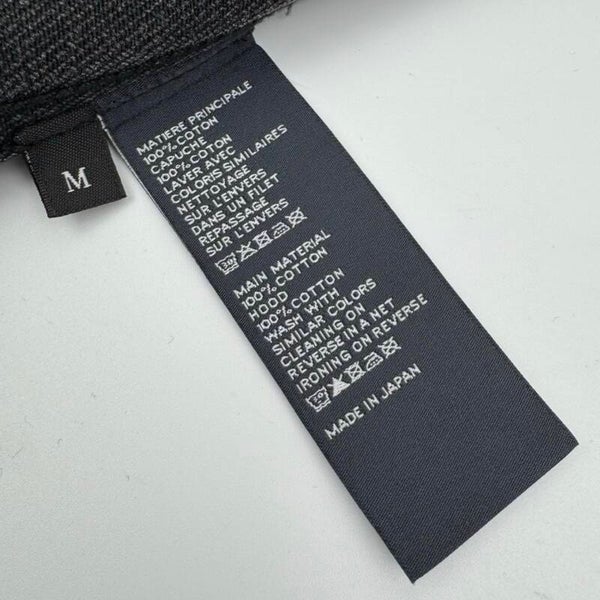 M
MATIERE PRINCIPALE
100% COTON
CAPUCHE
100% COTON
LAVER AVEC
COLORIS SIMILAIRES
NETTOYAGE
SUR L'ENVERS
DANS UN FILET
REPASSAGE
SUR L'ENVERS
30
MAIN MATERIAL
100% COTTON
HOOD
100% COTTON
WASH WITH
SIMILAR COLORS
CLEANING ON
REVERSE IN A NET
IRONING ON REVERSE
30
MADE IN JAPAN